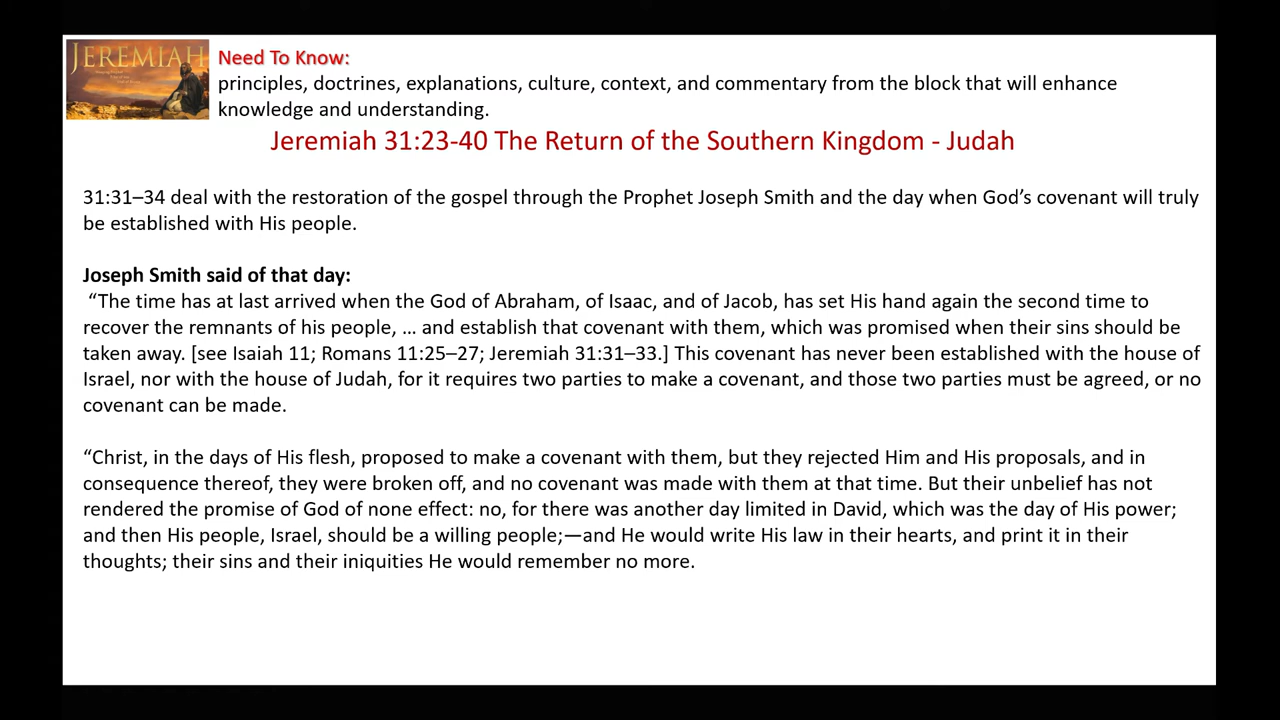 JEREMIAH
Need To Know:
principles, doctrines, explanations, culture, context, and commentary from the block that will enhance
knowledge and understanding.
Jeremiah 31:23-40 The Return of the Southern Kingdom - Judah
31:31–34 deal with the restoration of the gospel through the Prophet Joseph Smith and the day when God’s covenant will truly
be established with His people.
Joseph Smith said of that day:
“The time has at last arrived when the God of Abraham, of Isaac, and of Jacob, has set His hand again the second time to
recover the remnants of his people, … and establish that covenant with them, which was promised when their sins should be
taken away. [see Isaiah 11; Romans 11:25–27; Jeremiah 31:31–33.] This covenant has never been established with the house of
Israel, nor with the house of Judah, for it requires two parties to make a covenant, and those two parties must be agreed, or no
covenant can be made.
“Christ, in the days of His flesh, proposed to make a covenant with them, but they rejected Him and His proposals, and in
consequence thereof, they were broken off, and no covenant was made with them at that time. But their unbelief has not
rendered the promise of God of none effect: no, for there was another day limited in David, which was the day of His power;
and then His people, Israel, should be a willing people;—and He would write His law in their hearts, and print it in their
thoughts; their sins and their iniquities He would remember no more.